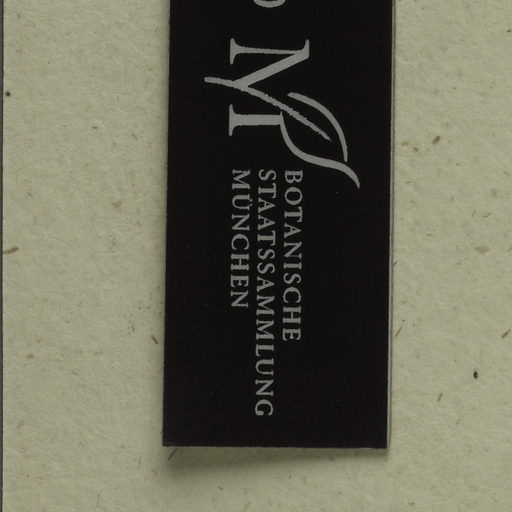 M
BOTANISCHE
STAATSSAMMLUNG
MÜNCHEN